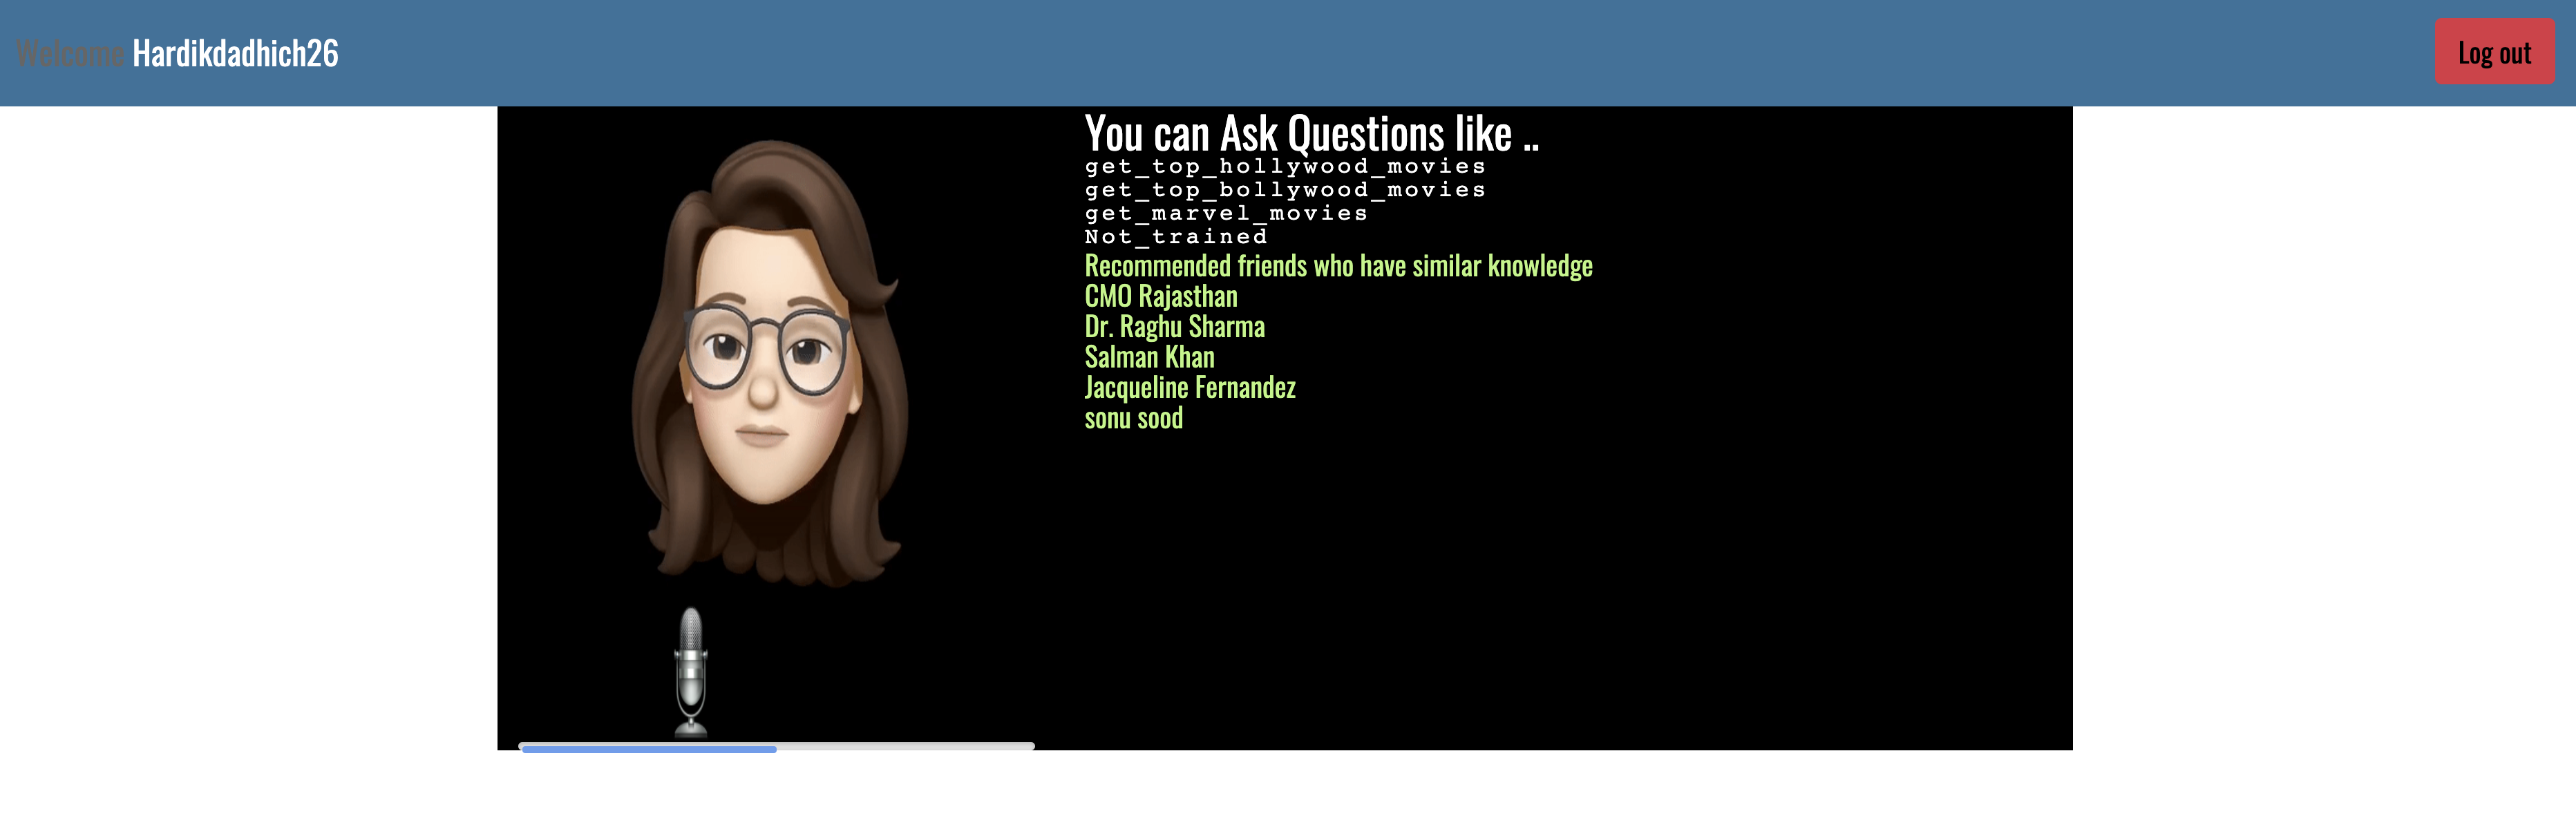 Welcome Hardikdadhich26
Log out
You can Ask Questions like ..
get_top_hollywood_movies
get_top_bollywood_movies
get_marvel_movies
Not_trained
Recommended friends who have similar knowledge
CMO Rajasthan
Dr. Raghu Sharma
Salman Khan
Jacqueline Fernandez
sonu sood